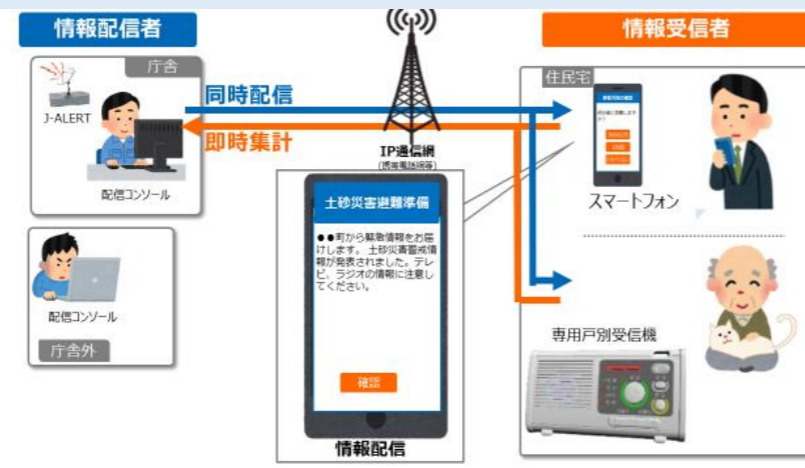 情報配信者
庁舎
J-ALERT
配信コンソール
配信コンソール
庁舎外
同時配信
即時集計
IP通信網
(携帯電話網等)
土砂災害避難準備
●●町から緊急情報をお届
けします。土砂災害警戒情
報が発表されました。テレ
ビ、ラジオの情報に注意し
てください。
確認
情報配信
情報受信者
住民宅
スマートフォン
専用戸別受信機